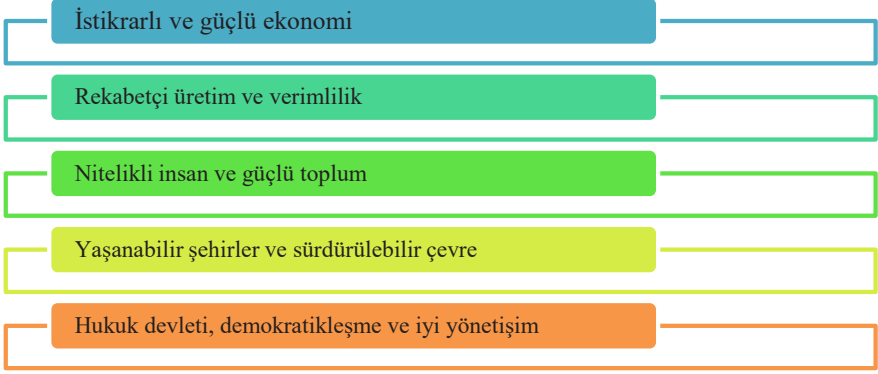 İstikrarlı ve güçlü ekonomi
Rekabetçi üretim ve verimlilik
Nitelikli insan ve güçlü toplum
Yaşanabilir şehirler ve sürdürülebilir çevre
Hukuk devleti, demokratikleşme ve iyi yönetişim